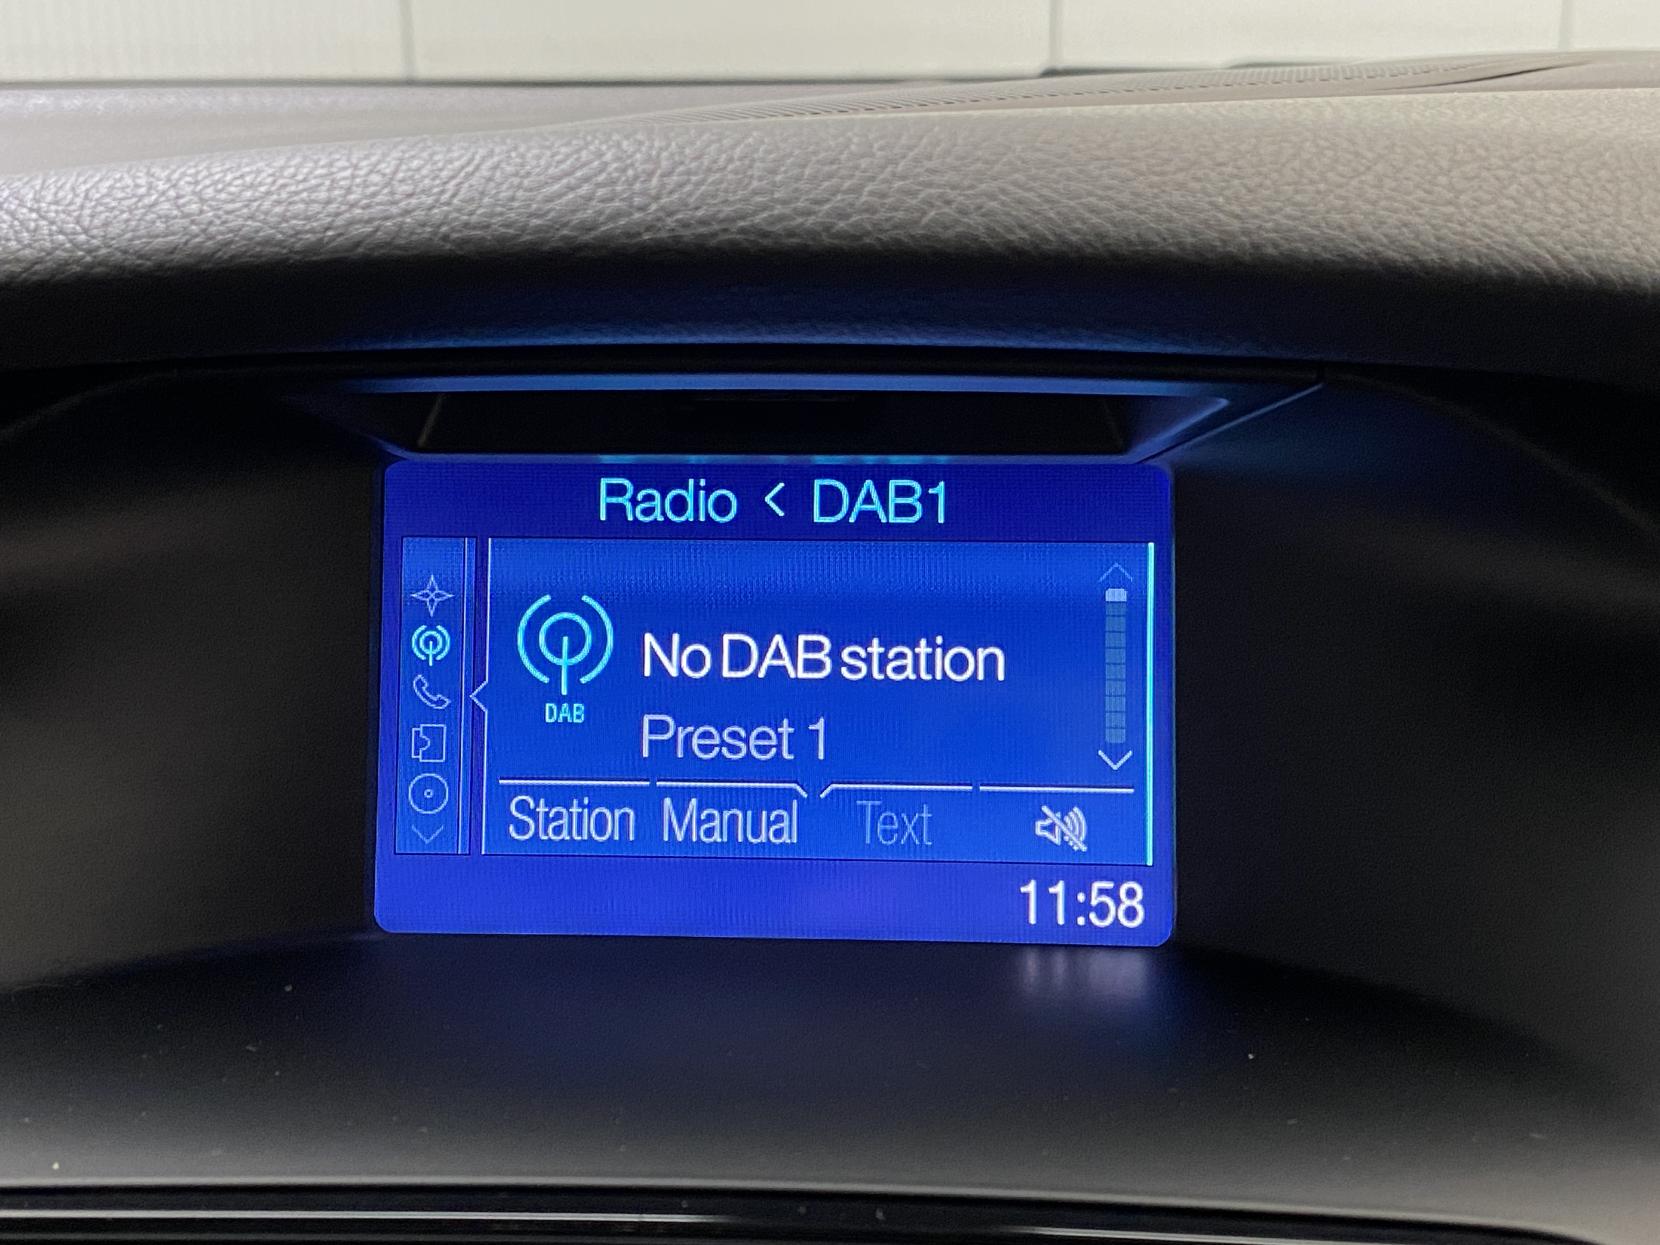 Radio < DAB1
No DAB station
DAB
Preset 1
Station Manual Text
11:58